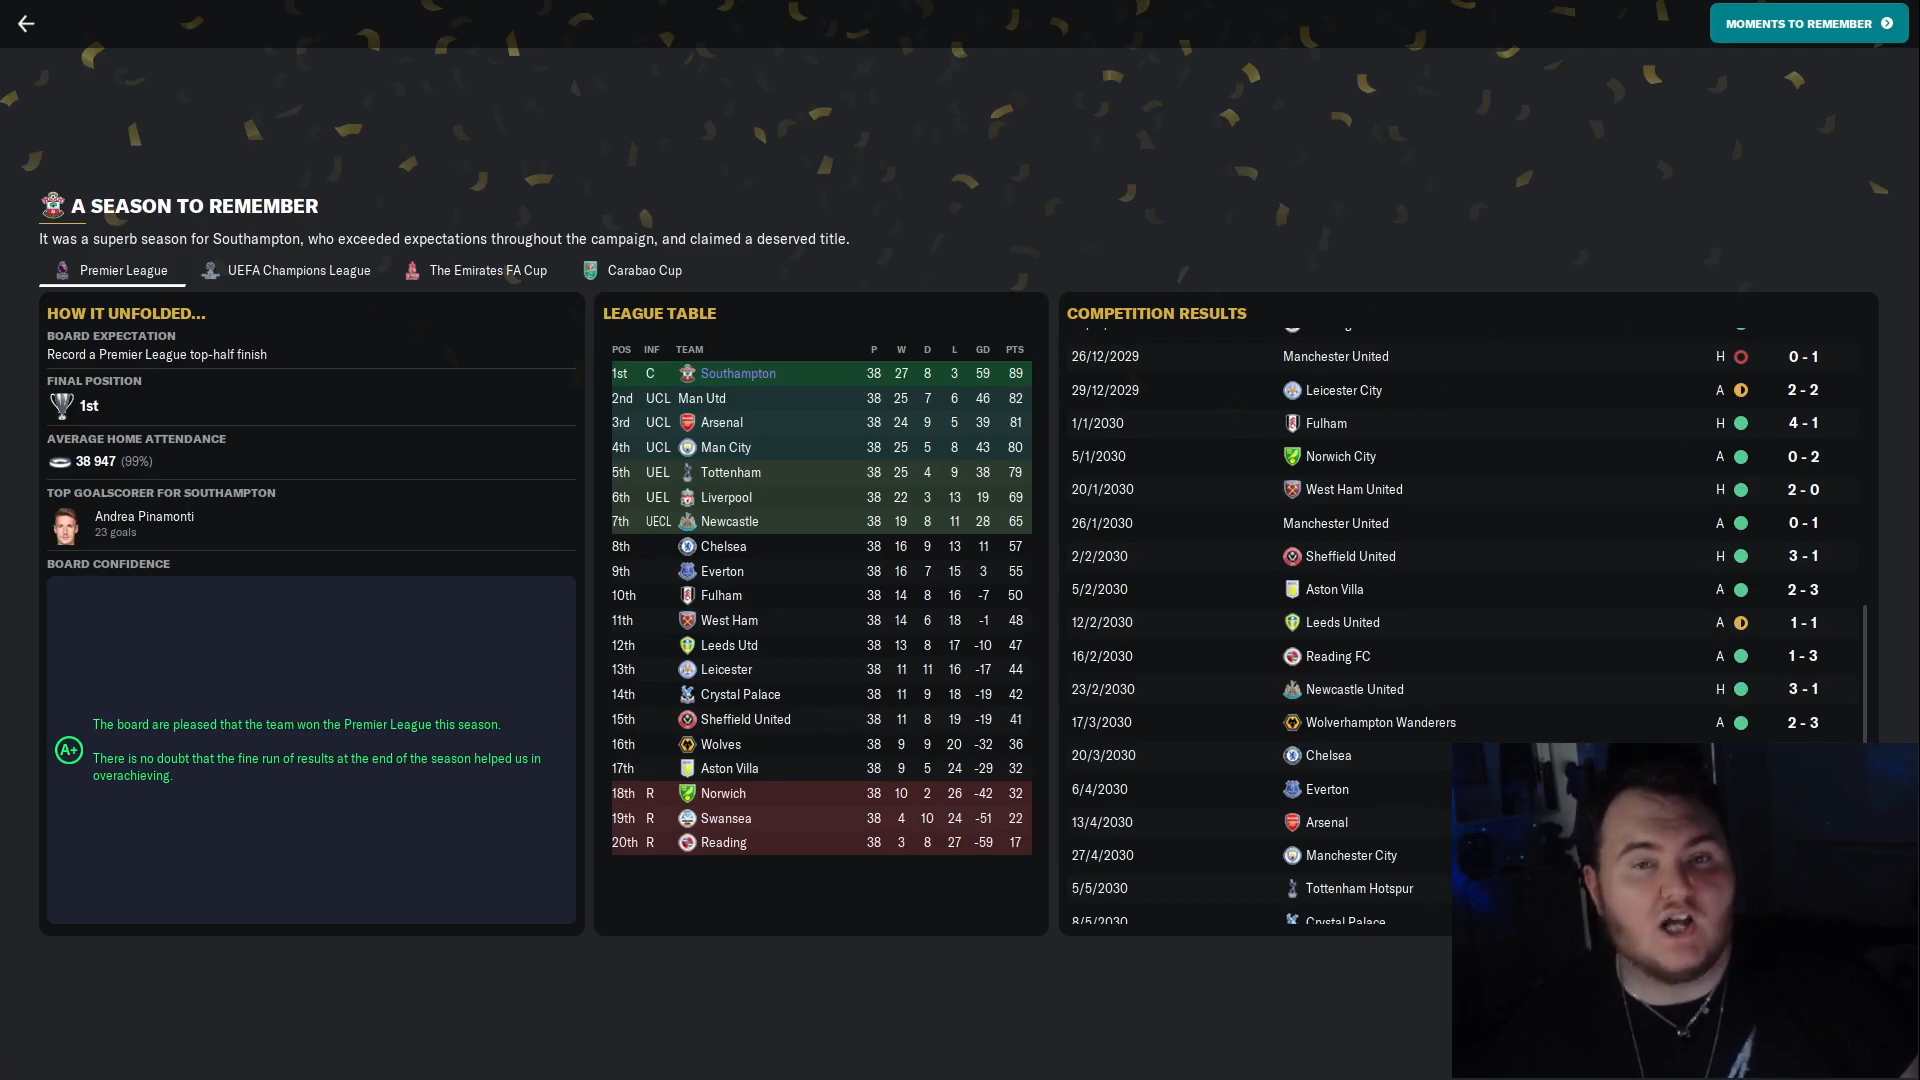 MOMENTS TO REMEMBER
A SEASON TO REMEMBER
It was a superb season for Southampton, who exceeded expectations throughout the campaign, and claimed a deserved title.
Premier League UEFA Champions League The Emirates FA Cup Carabao Cup
HOW IT UNFOLDED...
BOARD EXPECTATION
Record a Premier League top-half finish
FINAL POSITION
1st
AVERAGE HOME ATTENDANCE
38 947 (99%)
TOP GOALSCORER FOR SOUTHAMPTON
Andrea Pinamonti
23 goals
BOARD CONFIDENCE
A+
The board are pleased that the team won the Premier League this season.
There is no doubt that the fine run of results at the end of the season helped us in
overachieving.
LEAGUE TABLE
POS INF TEAM P W D L GD PTS
1st C Southampton 38 27 8 3 59 89
2nd UCL Man Utd 38 25 7 6 46 82
3rd UCL Arsenal 38 24 9 5 39 81
4th UCL Man City 38 25 5 8 43 80
5th UEL Tottenham 38 25 4 9 38 79
6th UEL Liverpool 38 22 3 13 19 69
7th UECL Newcastle 38 19 8 11 28 65
8th Chelsea 38 16 9 13 11 57
9th Everton 38 16 7 15 3 55
10th Fulham 38 14 8 16 -7 50
11th West Ham 38 14 6 18 -1 48
12th Leeds Utd 38 13 8 17 -10 47
13th Leicester 38 11 11 16 -17 44
14th Crystal Palace 38 11 9 18 -19 42
15th Sheffield United 38 11 8 19 -19 41
16th Wolves 38 9 9 20 -32 36
17th Aston Villa 38 9 5 24 -29 32
18th R Norwich 38 10 2 26 -42 32
19th R Swansea 38 4 10 24 -51 22
20th R Reading 38 3 8 27 -59 17
COMPETITION RESULTS
26/12/2029 Manchester United H 0 - 1
29/12/2029 Leicester City A 2 - 2
1/1/2030 Fulham H 4 - 1
5/1/2030 Norwich City A 0 - 2
20/1/2030 West Ham United H 2 - 0
26/1/2030 Manchester United A 0 - 1
2/2/2030 Sheffield United H 3 - 1
5/2/2030 Aston Villa A 2 - 3
12/2/2030 Leeds United A 1 - 1
16/2/2030 Reading FC A 1 - 3
23/2/2030 Newcastle United H 3 - 1
17/3/2030 Wolverhampton Wanderers A 2 - 3
20/3/2030 Chelsea
6/4/2030 Everton
13/4/2030 Arsenal
27/4/2030 Manchester City
5/5/2030 Tottenham Hotspur
8/5/2030 Crystal Palace